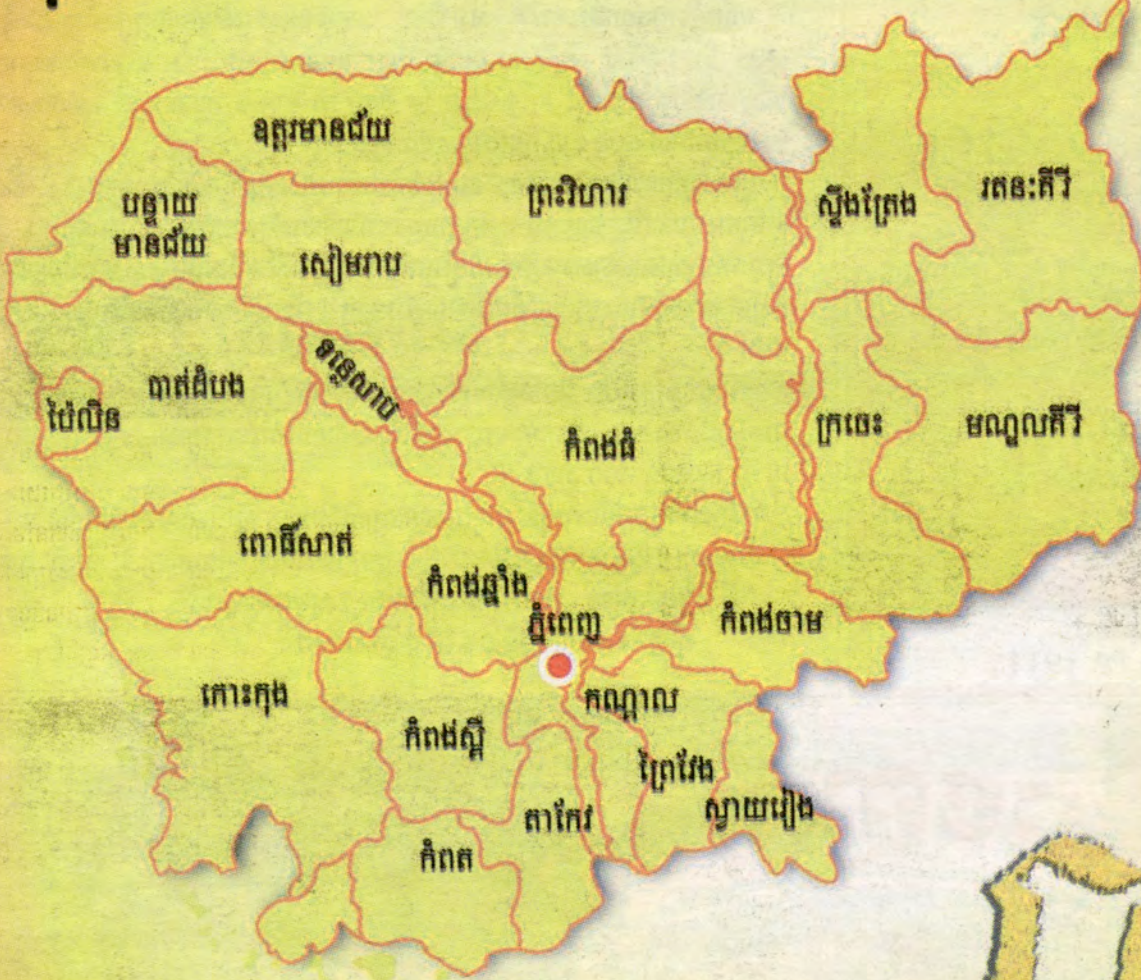 ឧត្តរមានជ័យ
ព្រះវិហារ
ស្ទឹងត្រែង
រតនៈគីរី
បន្ទាយ
មានជ័យ
សៀមរាប
ទន្លេសាប
បាត់ដំបង
ប៉ៃលិន
កំពង់ធំ
ក្រចេះ
មណ្ឌលគីរី
ពោធិ៍សាត់
កំពង់ឆ្នាំង
ភ្នំពេញ
កំពង់ចាម
កោះកុង
កណ្តាល
កំពង់ស្ពឺ
ព្រៃវែង
ស្វាយរៀង
តាកែវ
កំពត